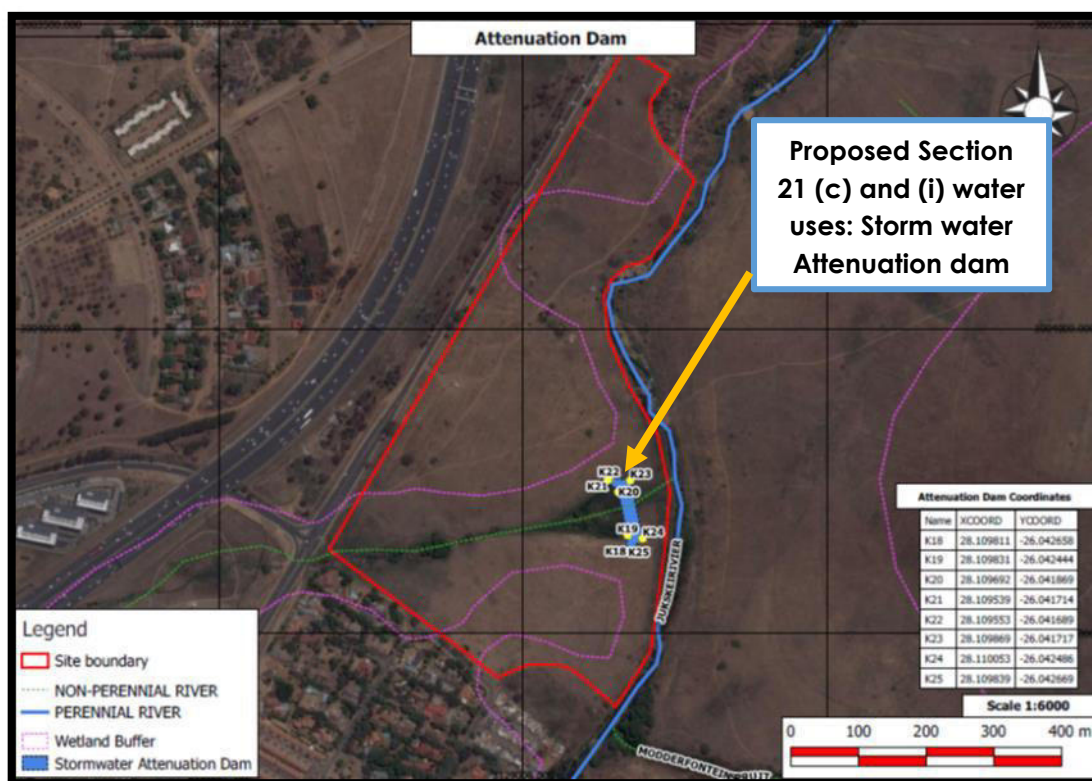 Attenuation Dam
Proposed Section
21 (c) and (i) water
uses: Storm water
Attenuation dam
K22
K23
K21
K20
K19
K24
K18
K25
JUKSKEIRIVIER
Attenuation Dam Coordinates
Name XCOORD YCOORD
K18 28.109811 -26.042658
K19 28.109831 -26.042444
K20 28.109692 -26.041869
K21 28.109539 -26.041714
K22 28.109553 -26.041689
K23 28.109869 -26.041717
K24 28.110053 -26.042486
K25 28.109839 -26.042669
Scale 1:6000
0 100 200 300 400 m
Legend
Site boundary
NON-PERENNIAL RIVER
PERENNIAL RIVER
Wetland Buffer
Stormwater Attenuation Dam